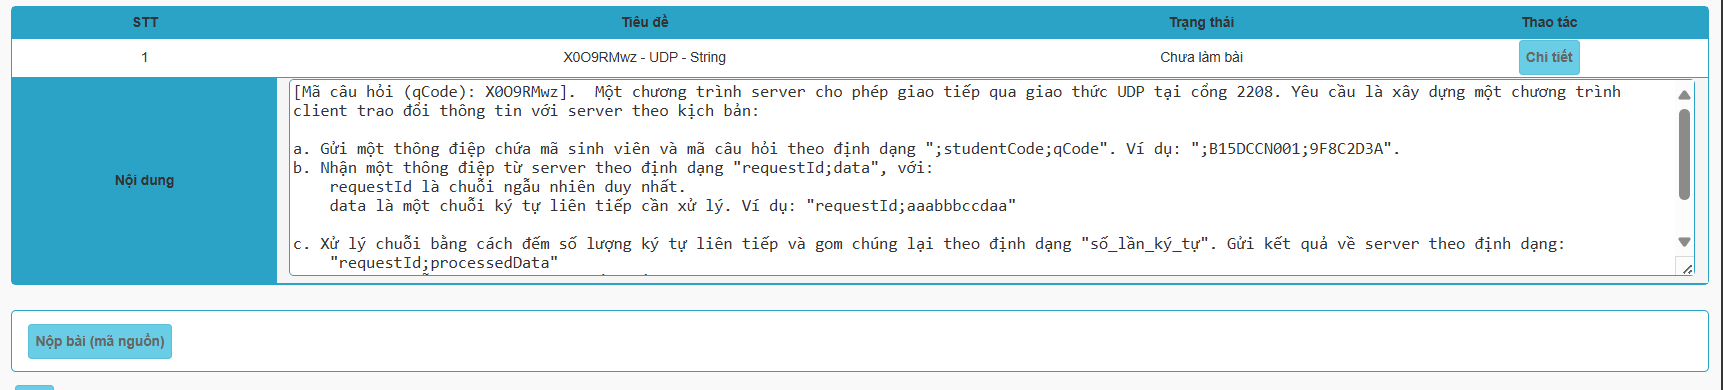 STT Tiêu đề Trạng thái Thao tác
1 X0O9RMwz - UDP - String Chưa làm bài Chi tiết
Nội dung
[Mã câu hỏi (qCode): X0O9RMwz].  Một chương trình server cho phép giao tiếp qua giao thức UDP tại cổng 2208. Yêu cầu là xây dựng một chương trình
client trao đổi thông tin với server theo kịch bản:
a. Gửi một thông điệp chứa mã sinh viên và mã câu hỏi theo định dạng ";studentCode;qCode". Ví dụ: ";B15DCCN001;9F8C2D3A".
b. Nhận một thông điệp từ server theo định dạng "requestId;data", với:
requestId là chuỗi ngẫu nhiên duy nhất.
data là một chuỗi ký tự liên tiếp cần xử lý. Ví dụ: "requestId;aaabbbccdaa"
c. Xử lý chuỗi bằng cách đếm số lượng ký tự liên tiếp và gom chúng lại theo định dạng "số_lần_ký_tự". Gửi kết quả về server theo định dạng:
"requestId;processedData"
Nộp bài (mã nguồn)